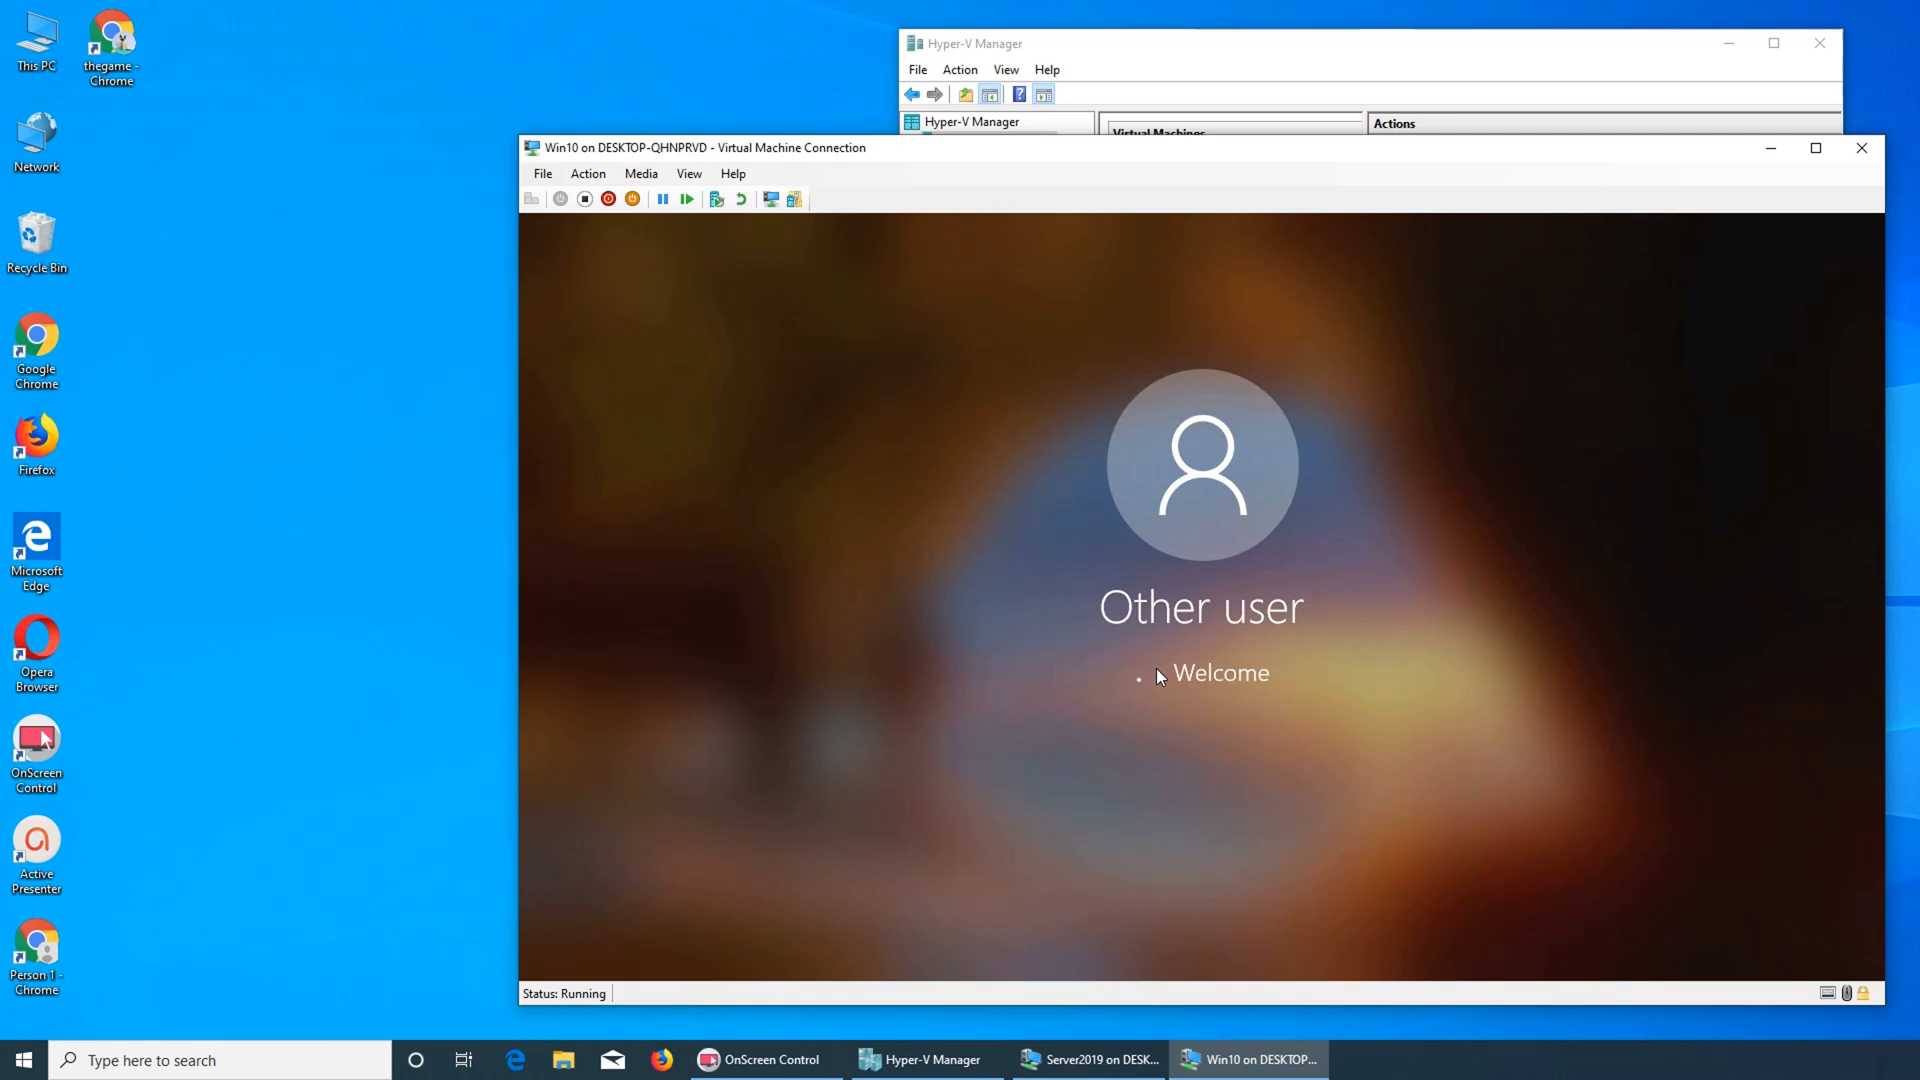 This PC
thegame -
Chrome
Network
Recycle Bin
Google
Chrome
Firefox
Microsoft
Edge
Opera
Browser
OnScreen
Control
Active
Presenter
Person 1 -
Chrome
Hyper-V Manager
File Action View Help
Hyper-V Manager
Virtual Machines
Actions
Win10 on DESKTOP-QHNPRVD - Virtual Machine Connection
File Action Media View Help
Other user
Welcome
Status: Running
Type here to search
OnScreen Control
Hyper-V Manager
Server2019 on DESK...
Win10 on DESKTOP...